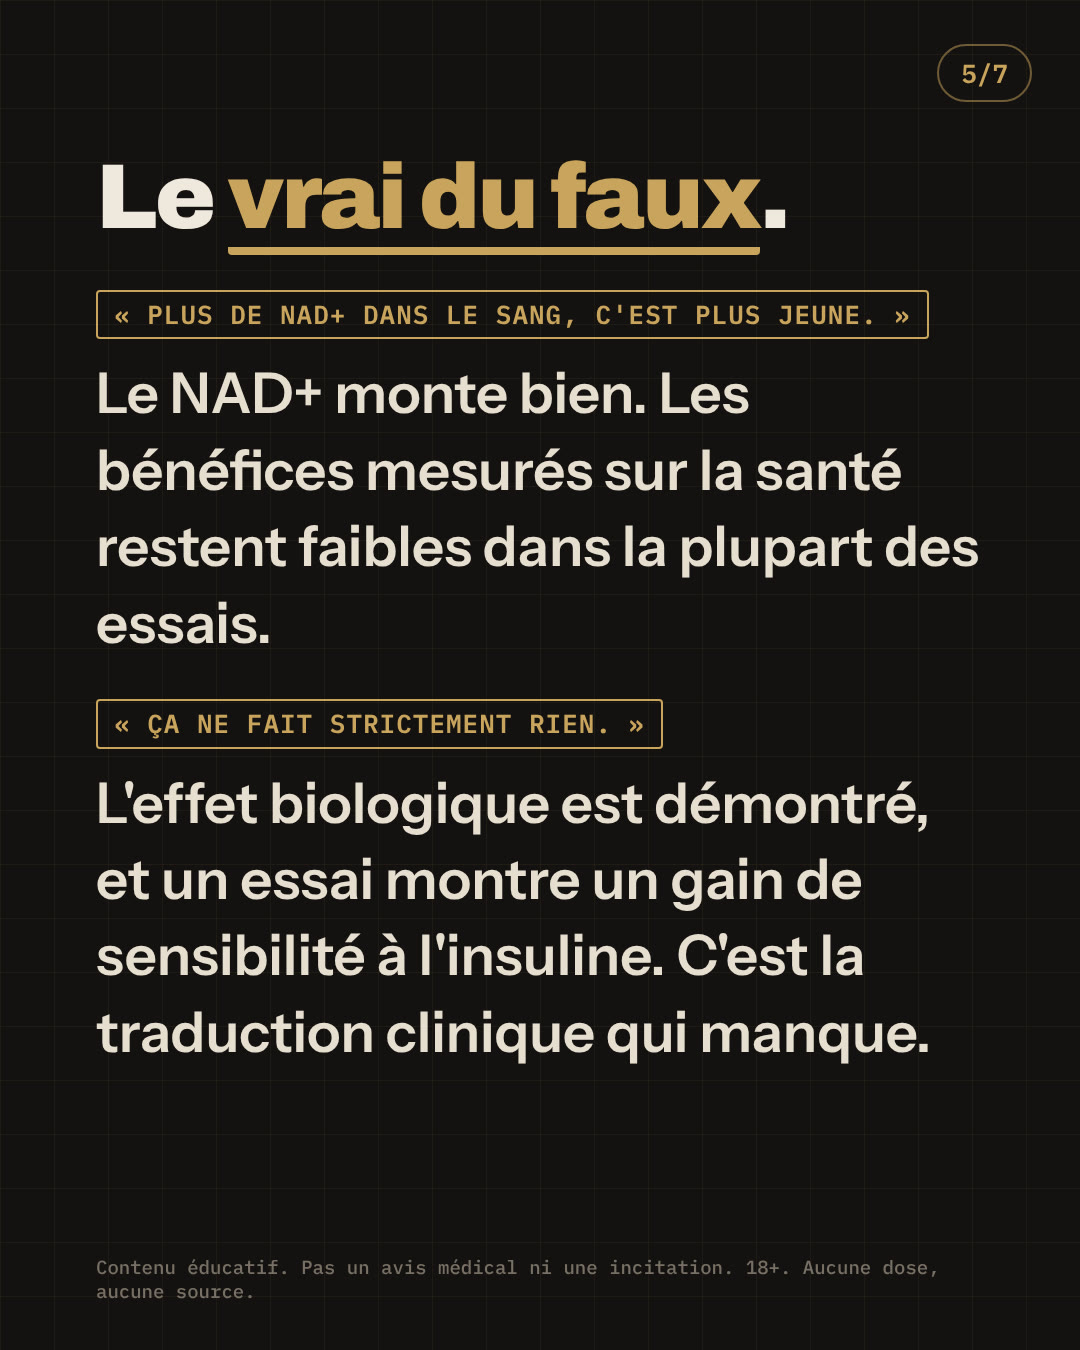 5/7
Le vrai du faux.
« PLUS DE NAD+ DANS LE SANG, C'EST PLUS JEUNE. »
Le NAD+ monte bien. Les
bénéfices mesurés sur la santé
restent faibles dans la plupart des
essais.
« ÇA NE FAIT STRICTEMENT RIEN. »
L'effet biologique est démontré,
et un essai montre un gain de
sensibilité à l'insuline. C'est la
traduction clinique qui manque.
Contenu éducatif. Pas un avis médical ni une incitation. 18+. Aucune dose,
aucune source.